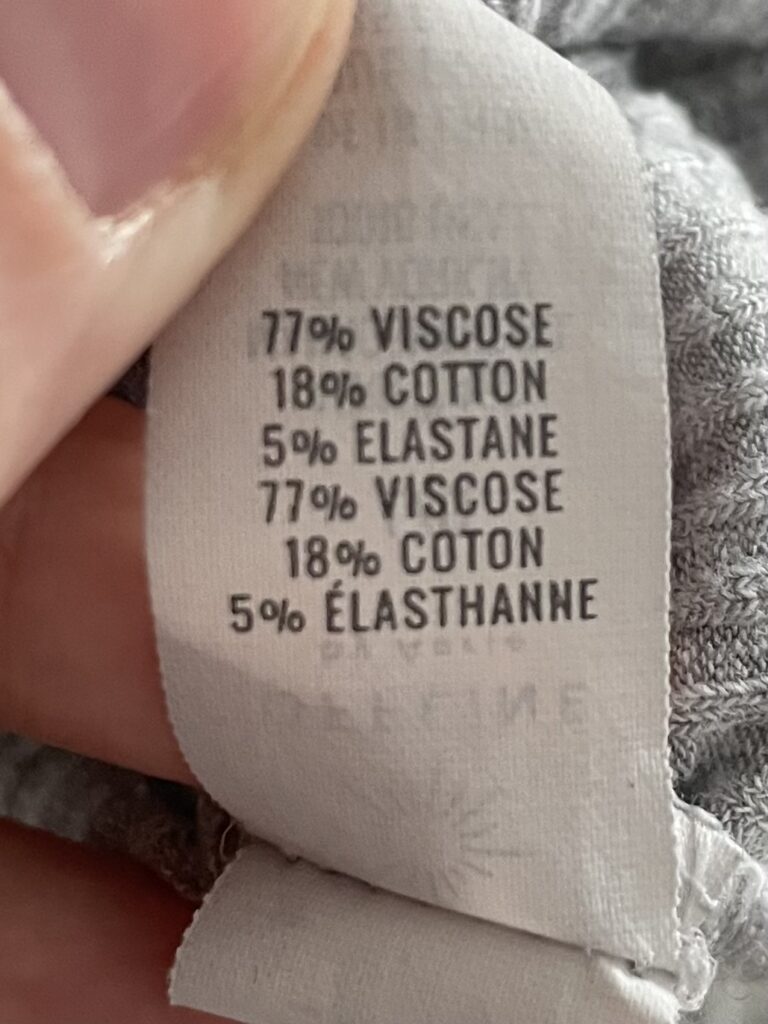 77% VISCOSE
18% COTTON
5% ELASTANE
77% VISCOSE
18% COTON
5% ÉLASTHANNE